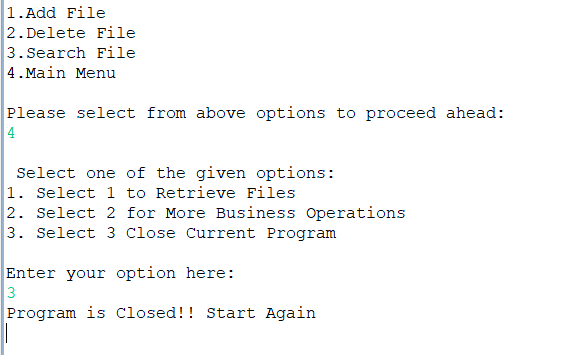 1.Add File
2.Delete File
3.Search File
4.Main Menu
Please select from above options to proceed ahead:
4
Select one of the given options:
1. Select 1 to Retrieve Files
2. Select 2 for More Business Operations
3. Select 3 Close Current Program
Enter your option here:
3
Program is Closed!! Start Again